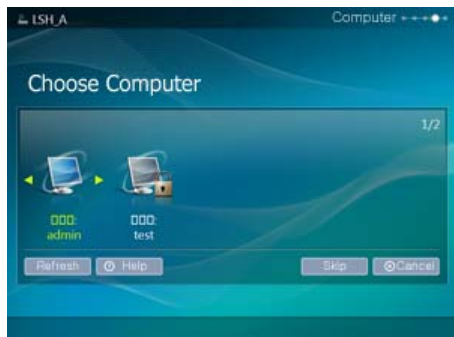 LSH_A
Computer
Choose Computer
1/2
□□□:
admin
□□□:
test
Refresh
Help
Skip
Cancel